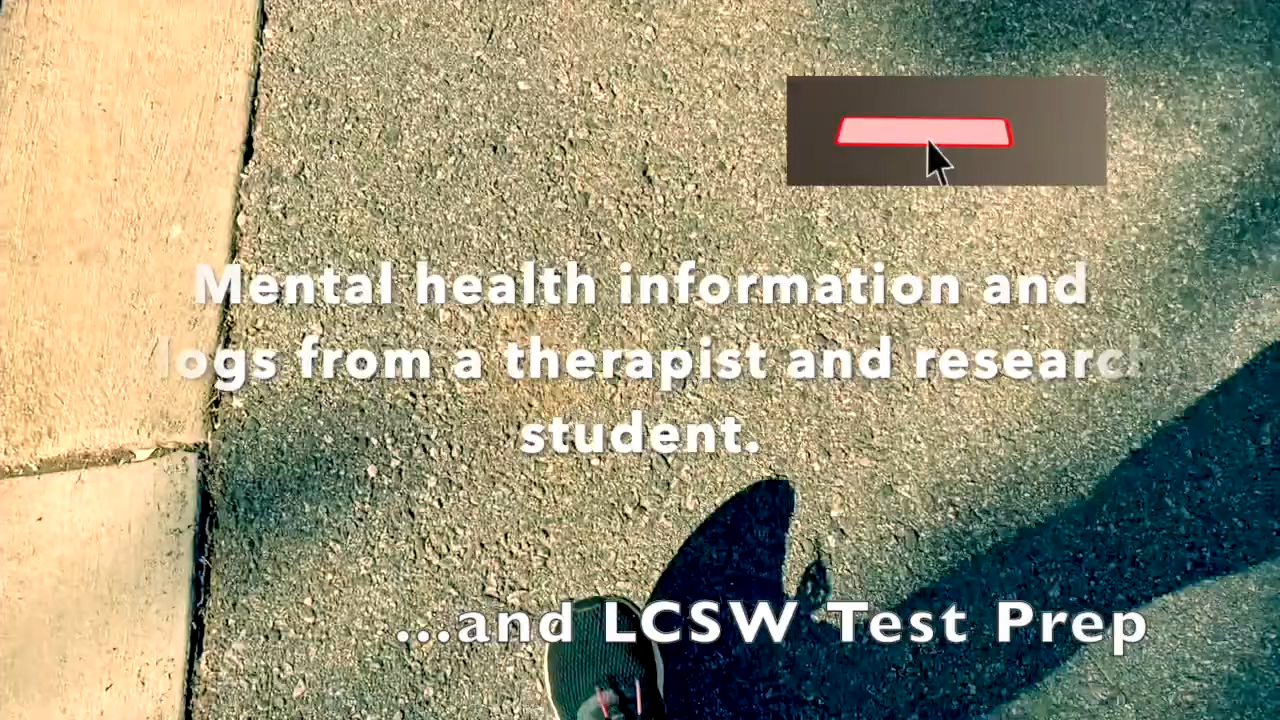 Mental health information and
logs from a therapist and research
student.
...and LCSW Test Prep